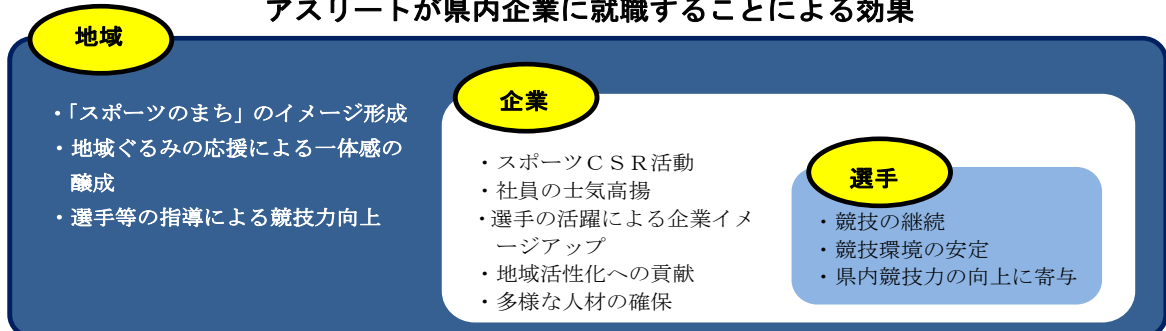 アスリートが県内企業に就職することによる効果
地域
・「スポーツのまち」のイメージ形成
・地域ぐるみの応援による一体感の
醸成
・選手等の指導による競技力向上
企業
・スポーツＣＳＲ活動
・社員の士気高揚
・選手の活躍による企業イメ
ージアップ
・地域活性化への貢献
・多様な人材の確保
選手
・競技の継続
・競技環境の安定
・県内競技力の向上に寄与